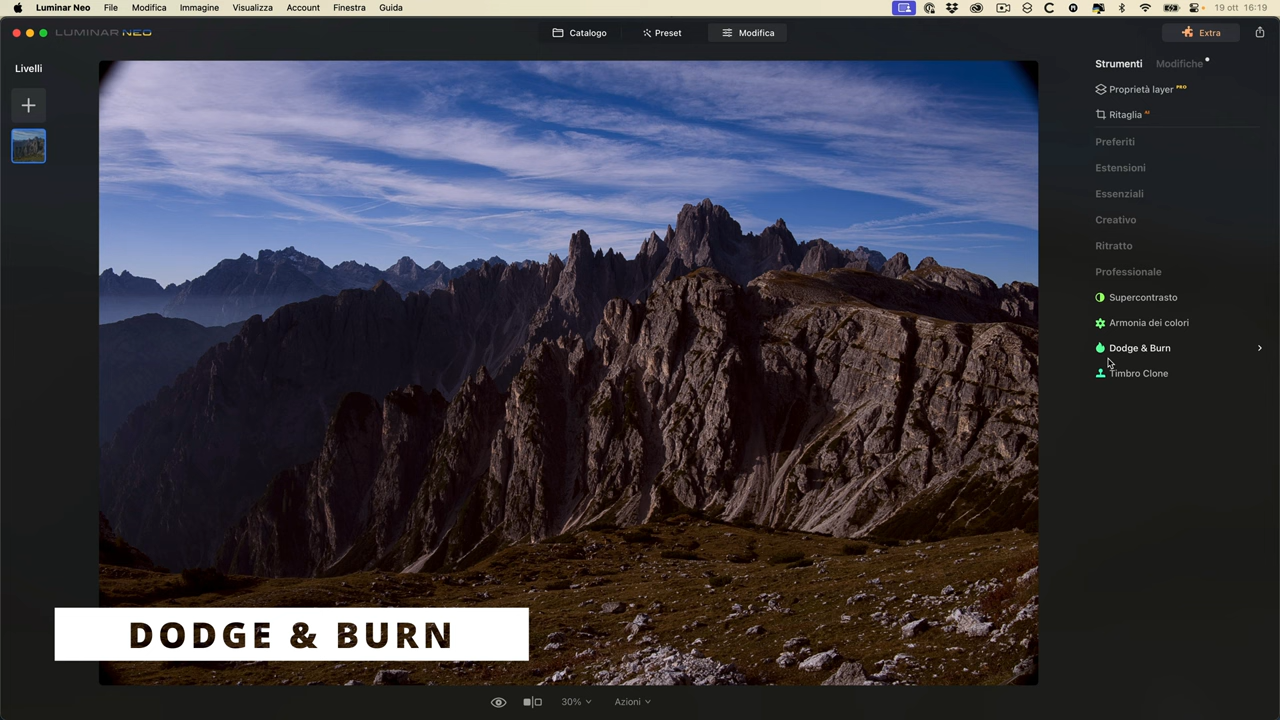 Luminar Neo File Modifica Immagine Visualizza Account Finestra Guida 19 ott 16:19
LUMINAR NEO Catalogo Preset Modifica Extra
Livelli
Strumenti Modifiche
Proprietà layer PRO
Ritaglia AI
Preferiti
Estensioni
Essenziali
Creativo
Ritratto
Professionale
Supercontrasto
Armonia dei colori
Dodge & Burn
Timbro Clone
DODGE & BURN
30% Azioni